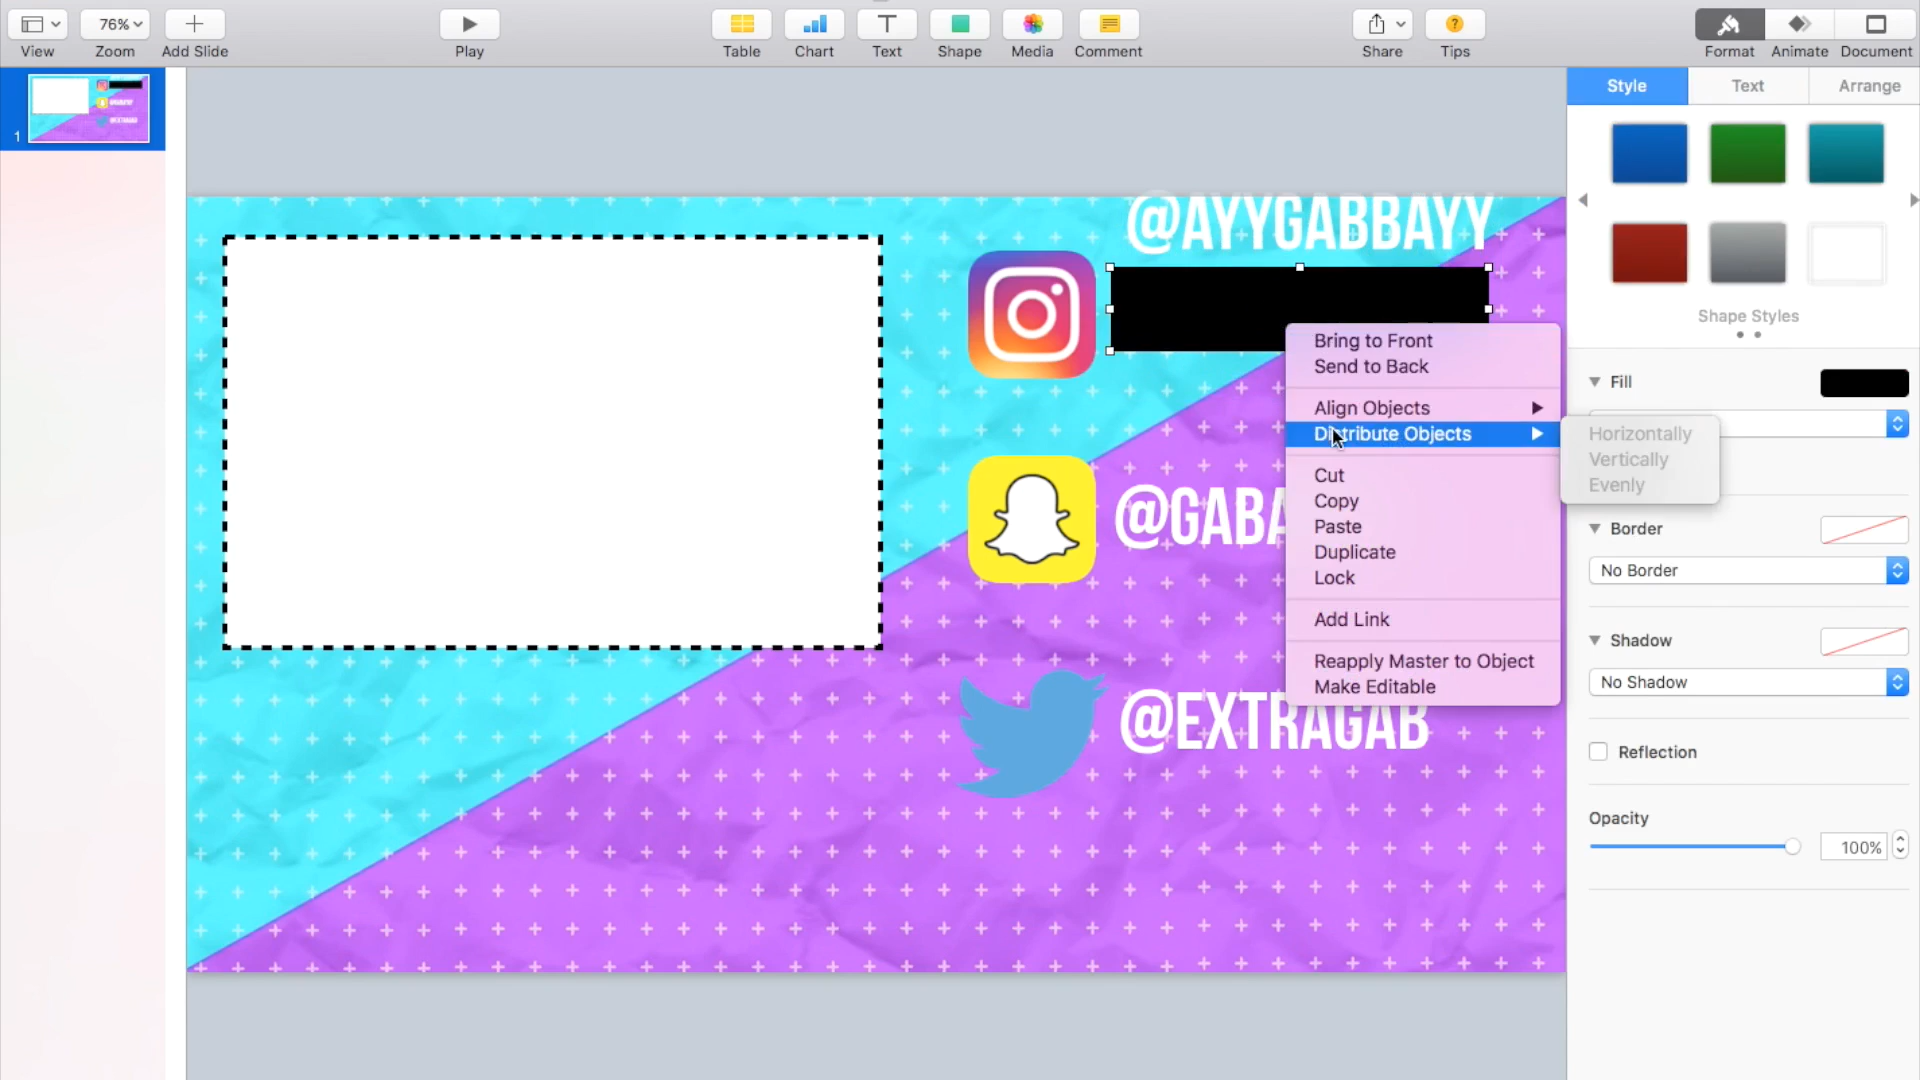 76%
View
Zoom
Add Slide
Play
Table
Chart
Text
Shape
Media
Comment
Share
Tips
Format
Animate
Document
Style
Text
Arrange
1
@AYYGABBAYY
Shape Styles
Bring to Front
Send to Back
Fill
Align Objects
Distribute Objects
Horizontally
Vertically
Evenly
Cut
Copy
Paste
Duplicate
Lock
@GABA
Border
No Border
Add Link
Shadow
Reapply Master to Object
Make Editable
No Shadow
@EXTRAGAB
Reflection
Opacity
100%